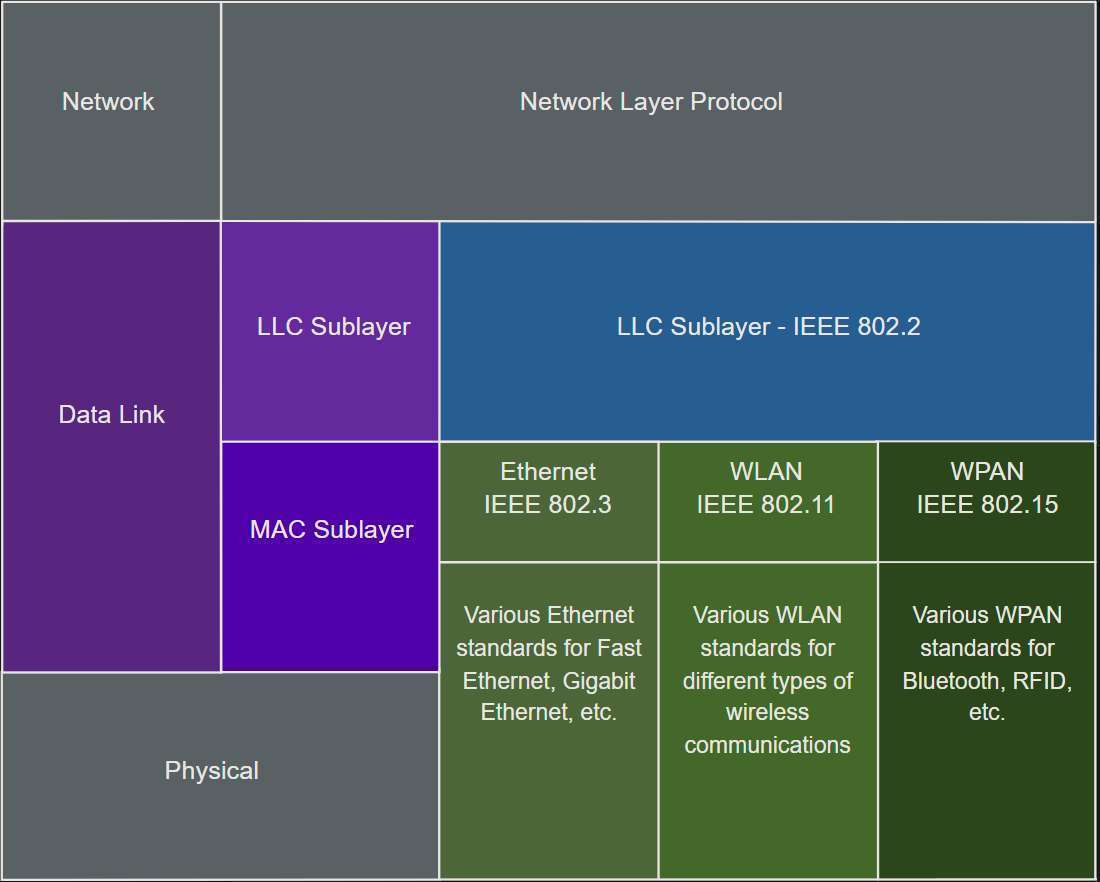 Network
Network Layer Protocol
Data Link
LLC Sublayer
LLC Sublayer - IEEE 802.2
MAC Sublayer
Ethernet
IEEE 802.3
WLAN
IEEE 802.11
WPAN
IEEE 802.15
Various Ethernet
standards for Fast
Ethernet, Gigabit
Ethernet, etc.
Various WLAN
standards for
different types of
wireless
communications
Various WPAN
standards for
Bluetooth, RFID,
etc.
Physical